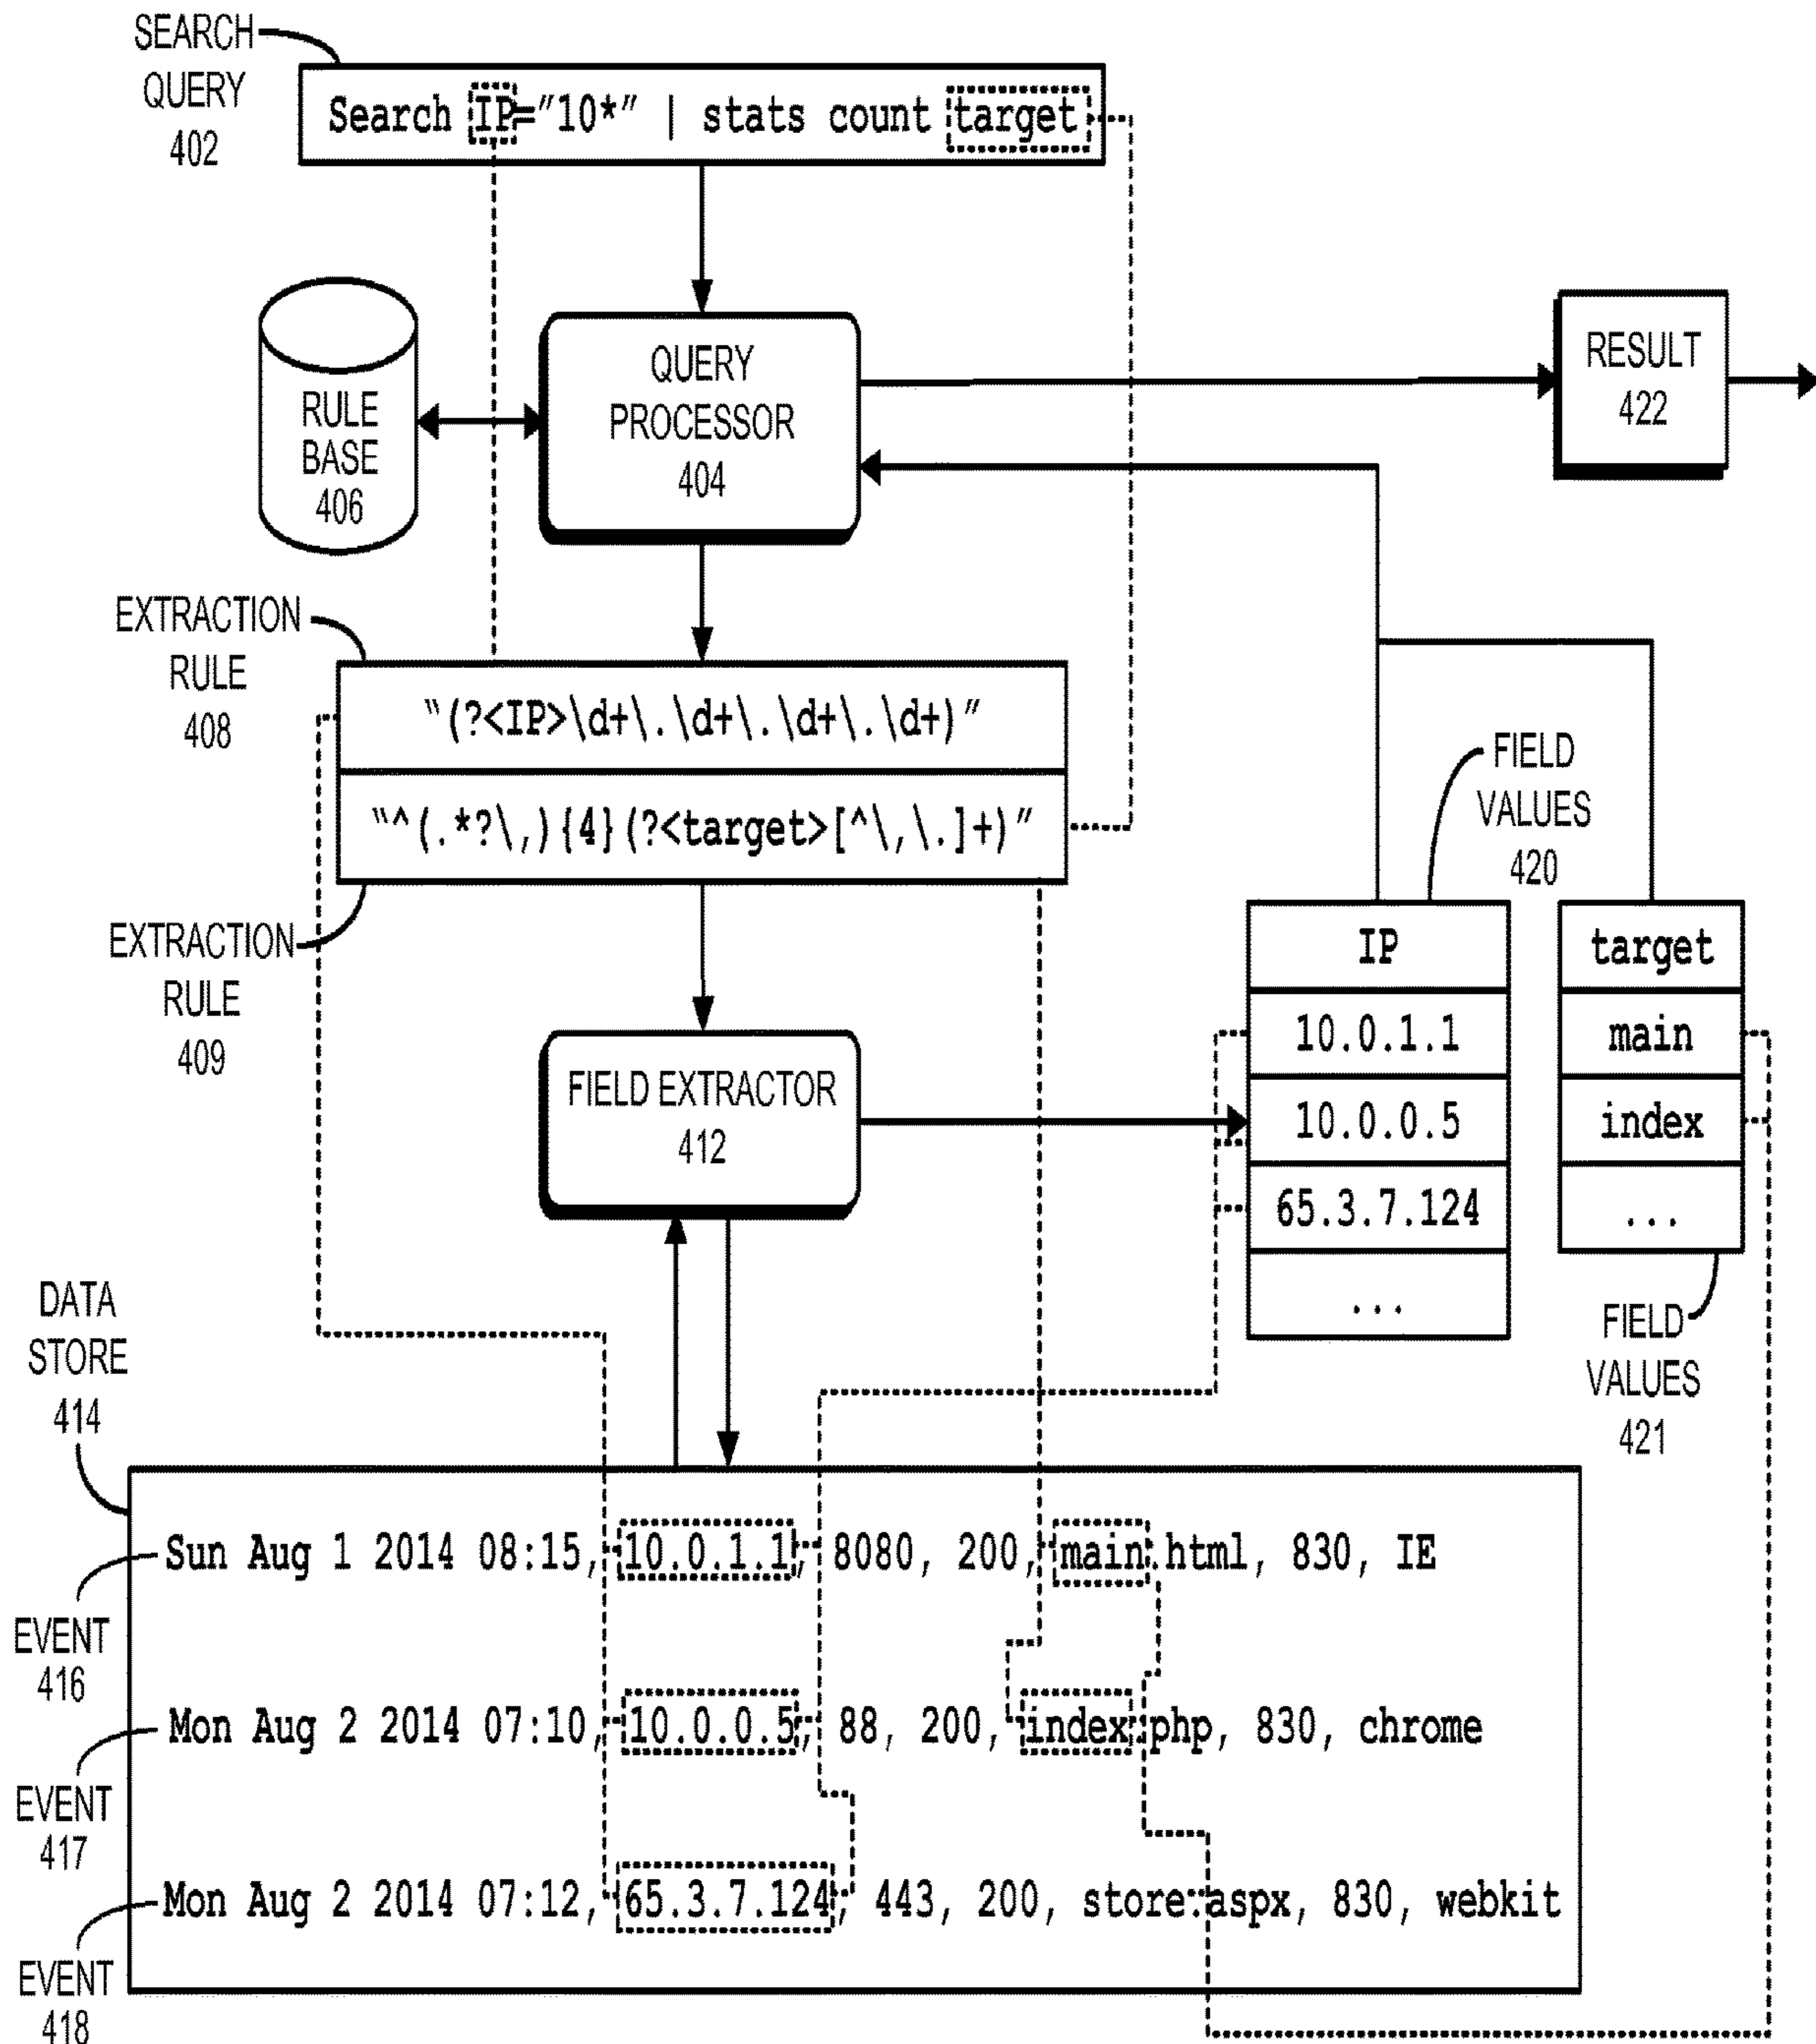 SEARCH
QUERY
402
Search IP="10*" | stats count target
RULE
BASE
406
QUERY
PROCESSOR
404
RESULT
422
EXTRACTION
RULE
408
"(?<IP>\d+\.\d+\.\d+\.\d+)"
"^(.*?\,){4}(?<target>[^\,\.]+)"
EXTRACTION
RULE
409
FIELD
VALUES
420
IP
10.0.1.1
10.0.0.5
65.3.7.124
...
target
main
index
...
FIELD
VALUES
421
FIELD EXTRACTOR
412
DATA
STORE
414
Sun Aug 1 2014 08:15, 10.0.1.1, 8080, 200, main.html, 830, IE
EVENT
416
Mon Aug 2 2014 07:10, 10.0.0.5, 88, 200, index.php, 830, chrome
EVENT
417
Mon Aug 2 2014 07:12, 65.3.7.124, 443, 200, store.aspx, 830, webkit
EVENT
418